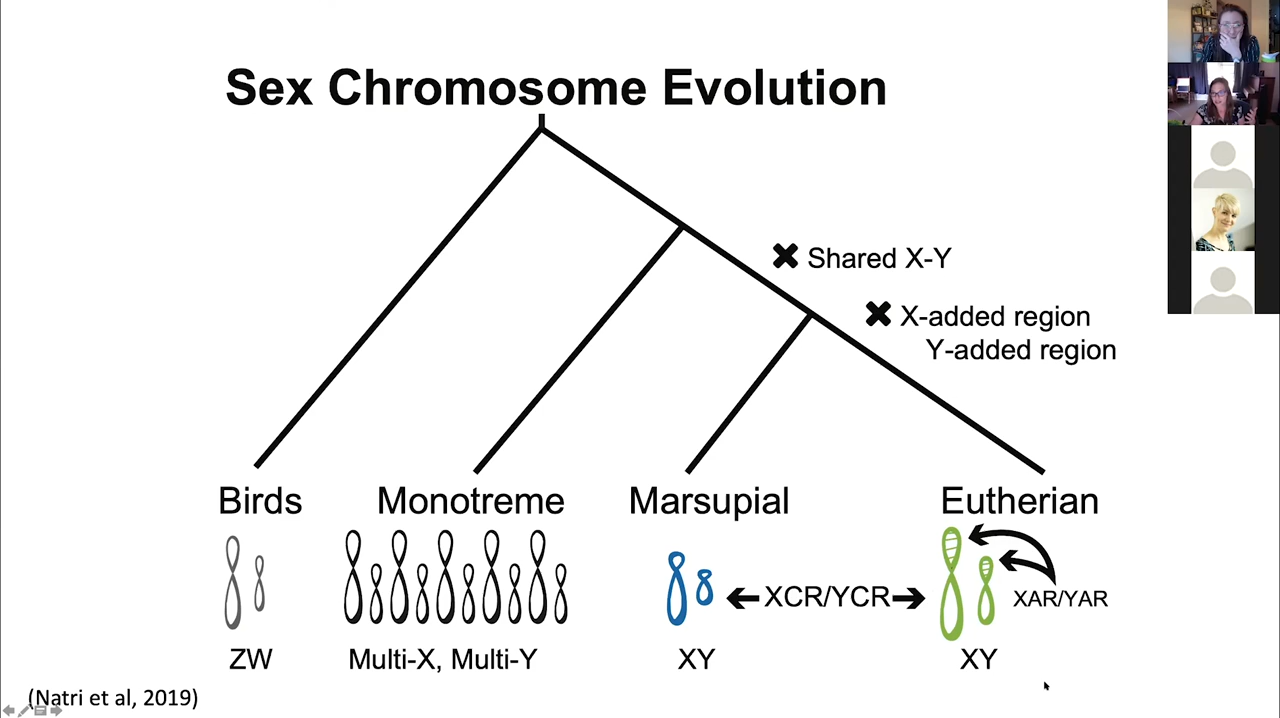 Sex Chromosome Evolution
✖ Shared X-Y
✖ X-added region
Y-added region
Birds
Monotreme
Marsupial
Eutherian
XCR/YCR
XAR/YAR
ZW
Multi-X, Multi-Y
XY
XY
(Natri et al, 2019)